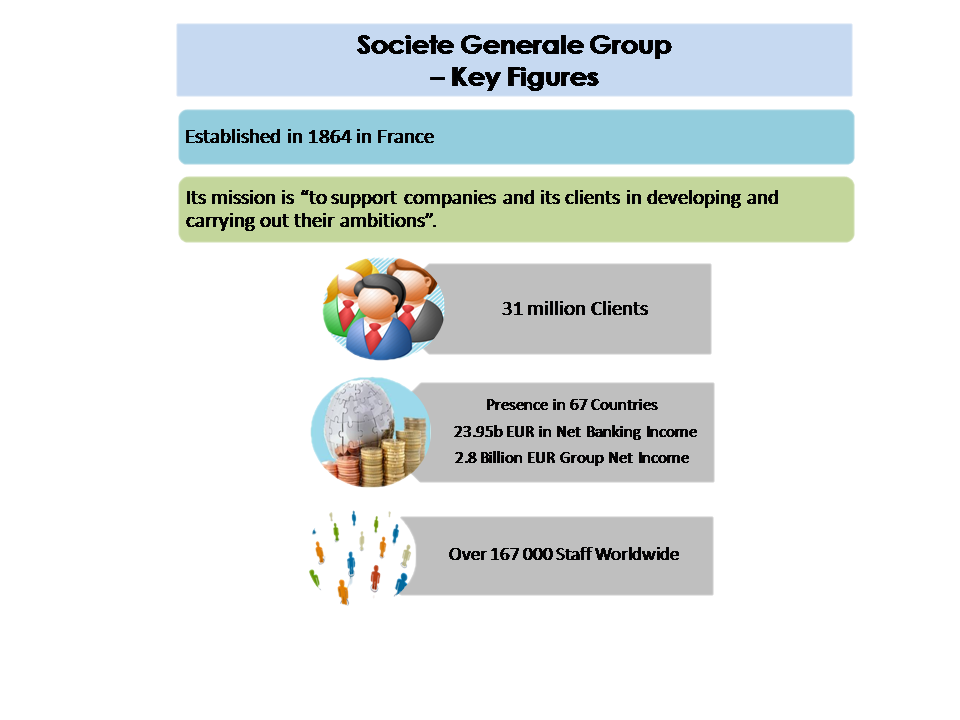 Societe Generale Group
– Key Figures
Established in 1864 in France
Its mission is “to support companies and its clients in developing and
carrying out their ambitions”.
31 million Clients
Presence in 67 Countries
23.95b EUR in Net Banking Income
2.8 Billion EUR Group Net Income
Over 167 000 Staff Worldwide